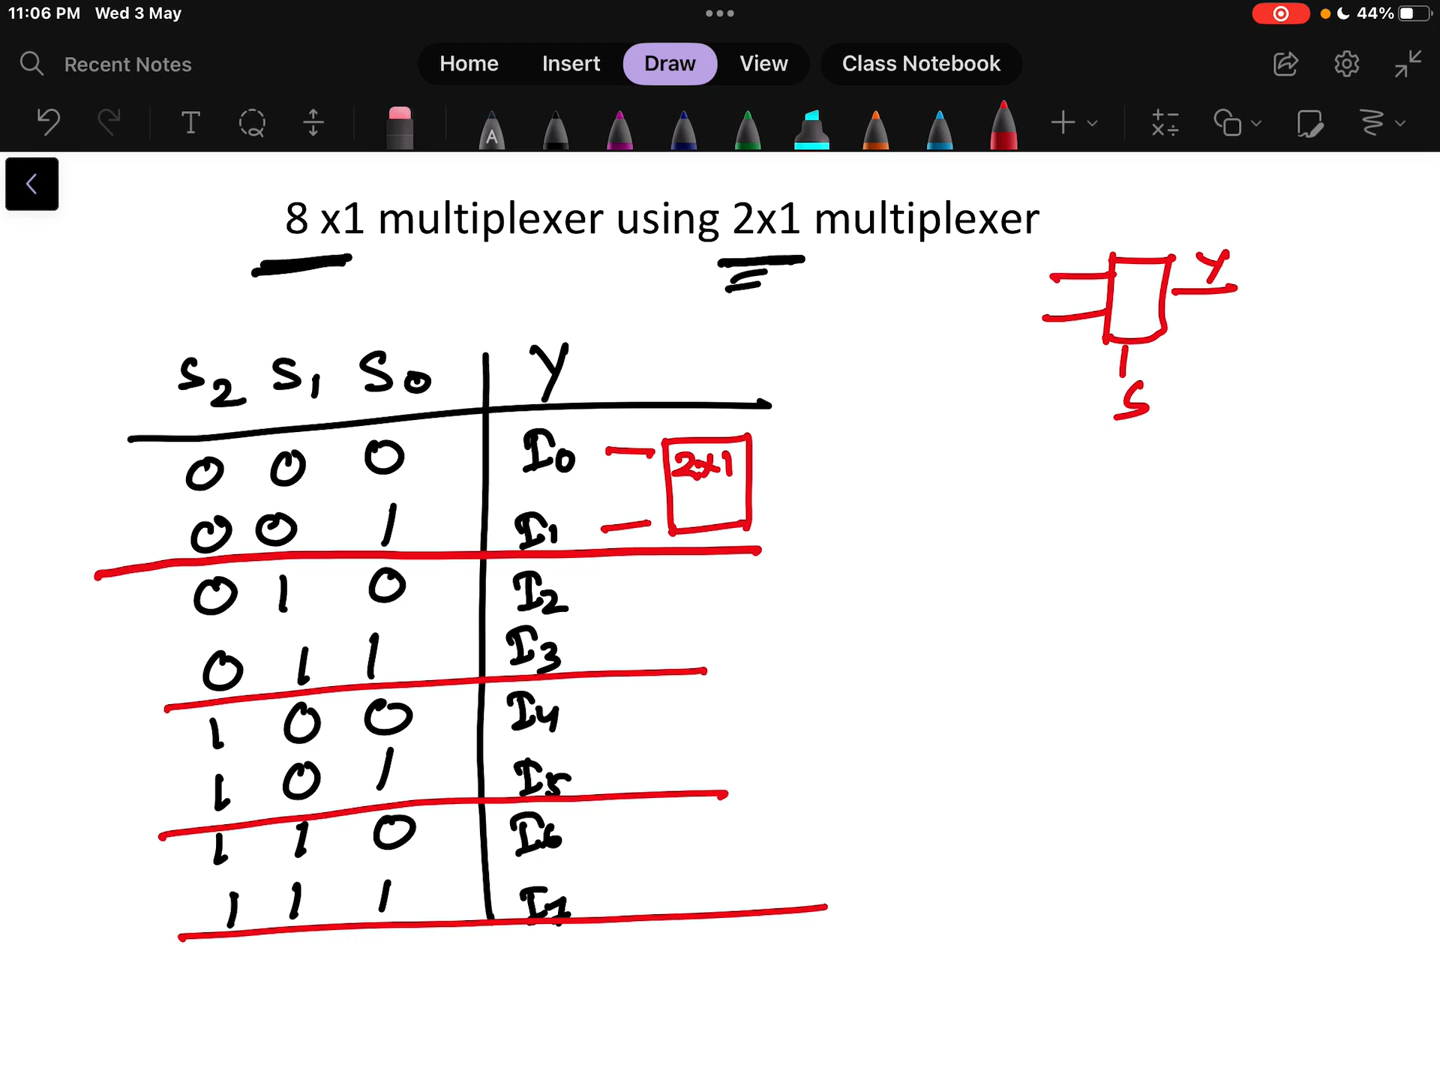 11:06 PM Wed 3 May 44%
Recent Notes Home Insert Draw View Class Notebook
T A
8 x1 multiplexer using 2x1 multiplexer
Y
S
S2 S1 S0 Y
0 0 0 I0 2x1
0 0 1 I1
0 1 0 I2
0 1 1 I3
1 0 0 I4
1 0 1 I5
1 1 0 I6
1 1 1 I7